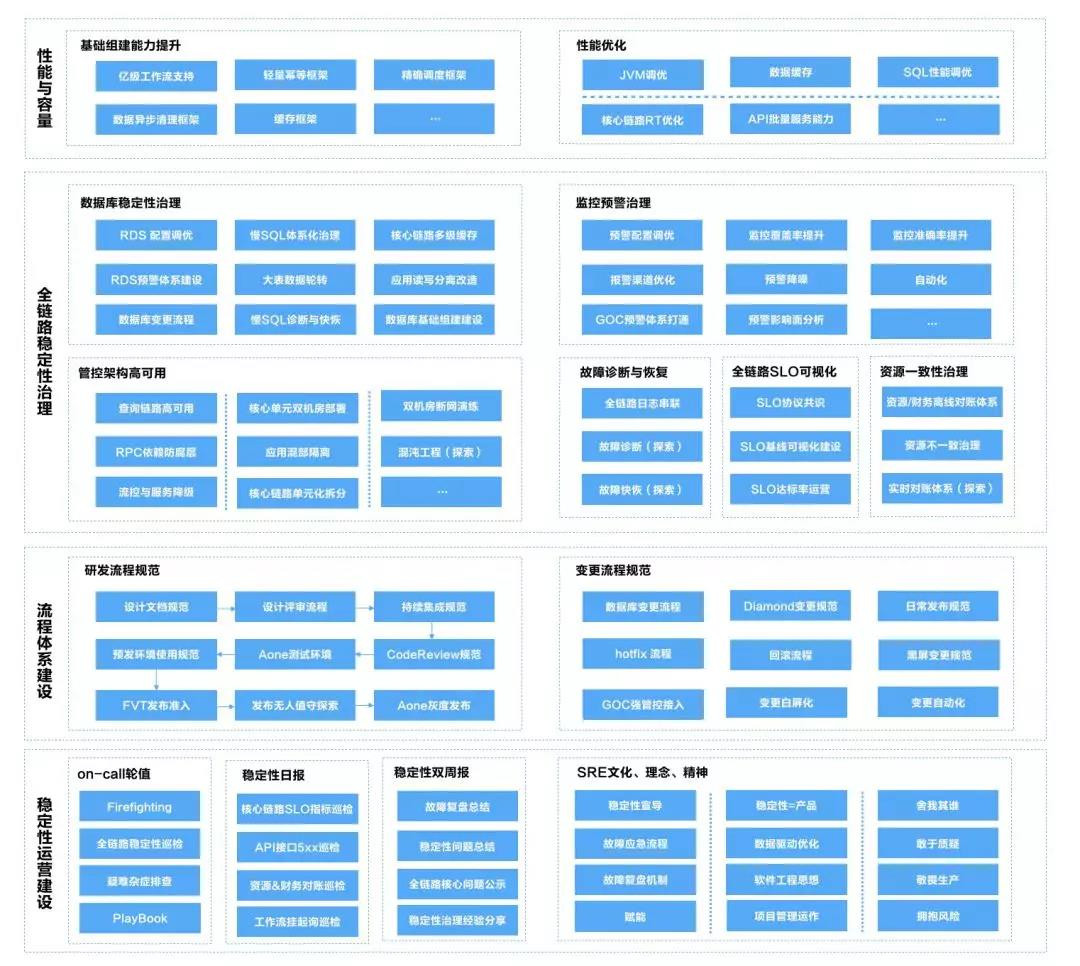 性能与容量
基础组建能力提升
亿级工作流支持
轻量幂等框架
精确调度框架
数据异步清理框架
缓存框架
...
性能优化
JVM调优
数据缓存
SQL性能调优
核心链路RT优化
API批量服务能力
...
全链路稳定性治理
数据库稳定性治理
RDS 配置调优
慢SQL体系化治理
核心链路多级缓存
RDS预警体系建设
大表数据轮转
应用读写分离改造
数据库变更流程
慢SQL诊断与快恢
数据库基础组建建设
监控预警治理
预警配置调优
监控覆盖率提升
监控准确率提升
报警渠道优化
预警降噪
自动化
GOC预警体系打通
预警影响面分析
...
管控架构高可用
查询链路高可用
核心单元双机房部署
双机房断网演练
RPC依赖防腐层
应用混部隔离
混沌工程（探索）
流控与服务降级
核心链路单元化拆分
...
故障诊断与恢复
全链路日志串联
故障诊断（探索）
故障快恢（探索）
全链路SLO可视化
SLO协议共识
SLO基线可视化建设
SLO达标率运营
资源一致性治理
资源/财务离线对账体系
资源不一致治理
实时对账体系（探索）
流程体系建设
研发流程规范
设计文档规范
设计评审流程
持续集成规范
预发环境使用规范
Aone测试环境
CodeReview规范
FVT发布准入
发布无人值守探索
Aone灰度发布
变更流程规范
数据库变更流程
Diamond变更规范
日常发布规范
hotfix 流程
回滚流程
黑屏变更规范
GOC强管控接入
变更白屏化
变更自动化
稳定性运营建设
on-call轮值
Firefighting
全链路稳定性巡检
疑难杂症排查
PlayBook
稳定性日报
核心链路SLO指标巡检
API接口5xx巡检
资源&财务对账巡检
工作流挂起询巡检
稳定性双周报
故障复盘总结
稳定性问题总结
全链路核心问题公示
稳定性治理经验分享
SRE文化、理念、精神
稳定性宣导
稳定性=产品
舍我其谁
故障应急流程
数据驱动优化
敢于质疑
故障复盘机制
软件工程思想
敬畏生产
赋能
项目管理运作
拥抱风险